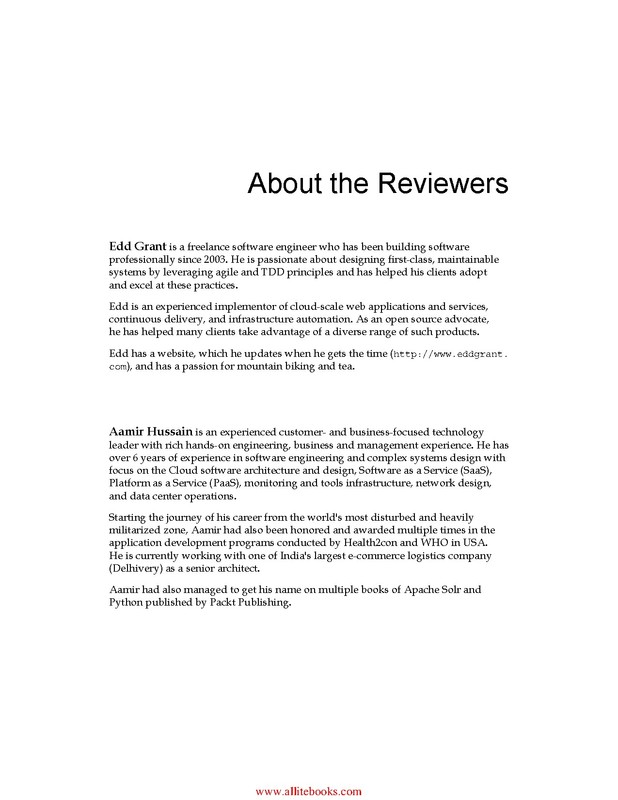 About the Reviewers
Edd Grant is a freelance software engineer who has been building software
professionally since 2003. He is passionate about designing first-class, maintainable
systems by leveraging agile and TDD principles and has helped his clients adopt
and excel at these practices.
Edd is an experienced implementor of cloud-scale web applications and services,
continuous delivery, and infrastructure automation. As an open source advocate,
he has helped many clients take advantage of a diverse range of such products.
Edd has a website, which he updates when he gets the time (http://www.eddgrant.
com), and has a passion for mountain biking and tea.
Aamir Hussain is an experienced customer- and business-focused technology
leader with rich hands-on engineering, business and management experience. He has
over 6 years of experience in software engineering and complex systems design with
focus on the Cloud software architecture and design, Software as a Service (SaaS),
Platform as a Service (PaaS), monitoring and tools infrastructure, network design,
and data center operations.
Starting the journey of his career from the world's most disturbed and heavily
militarized zone, Aamir had also been honored and awarded multiple times in the
application development programs conducted by Health2con and WHO in USA.
He is currently working with one of India's largest e-commerce logistics company
(Delhivery) as a senior architect.
Aamir had also managed to get his name on multiple books of Apache Solr and
Python published by Packt Publishing.
www.allitebooks.com